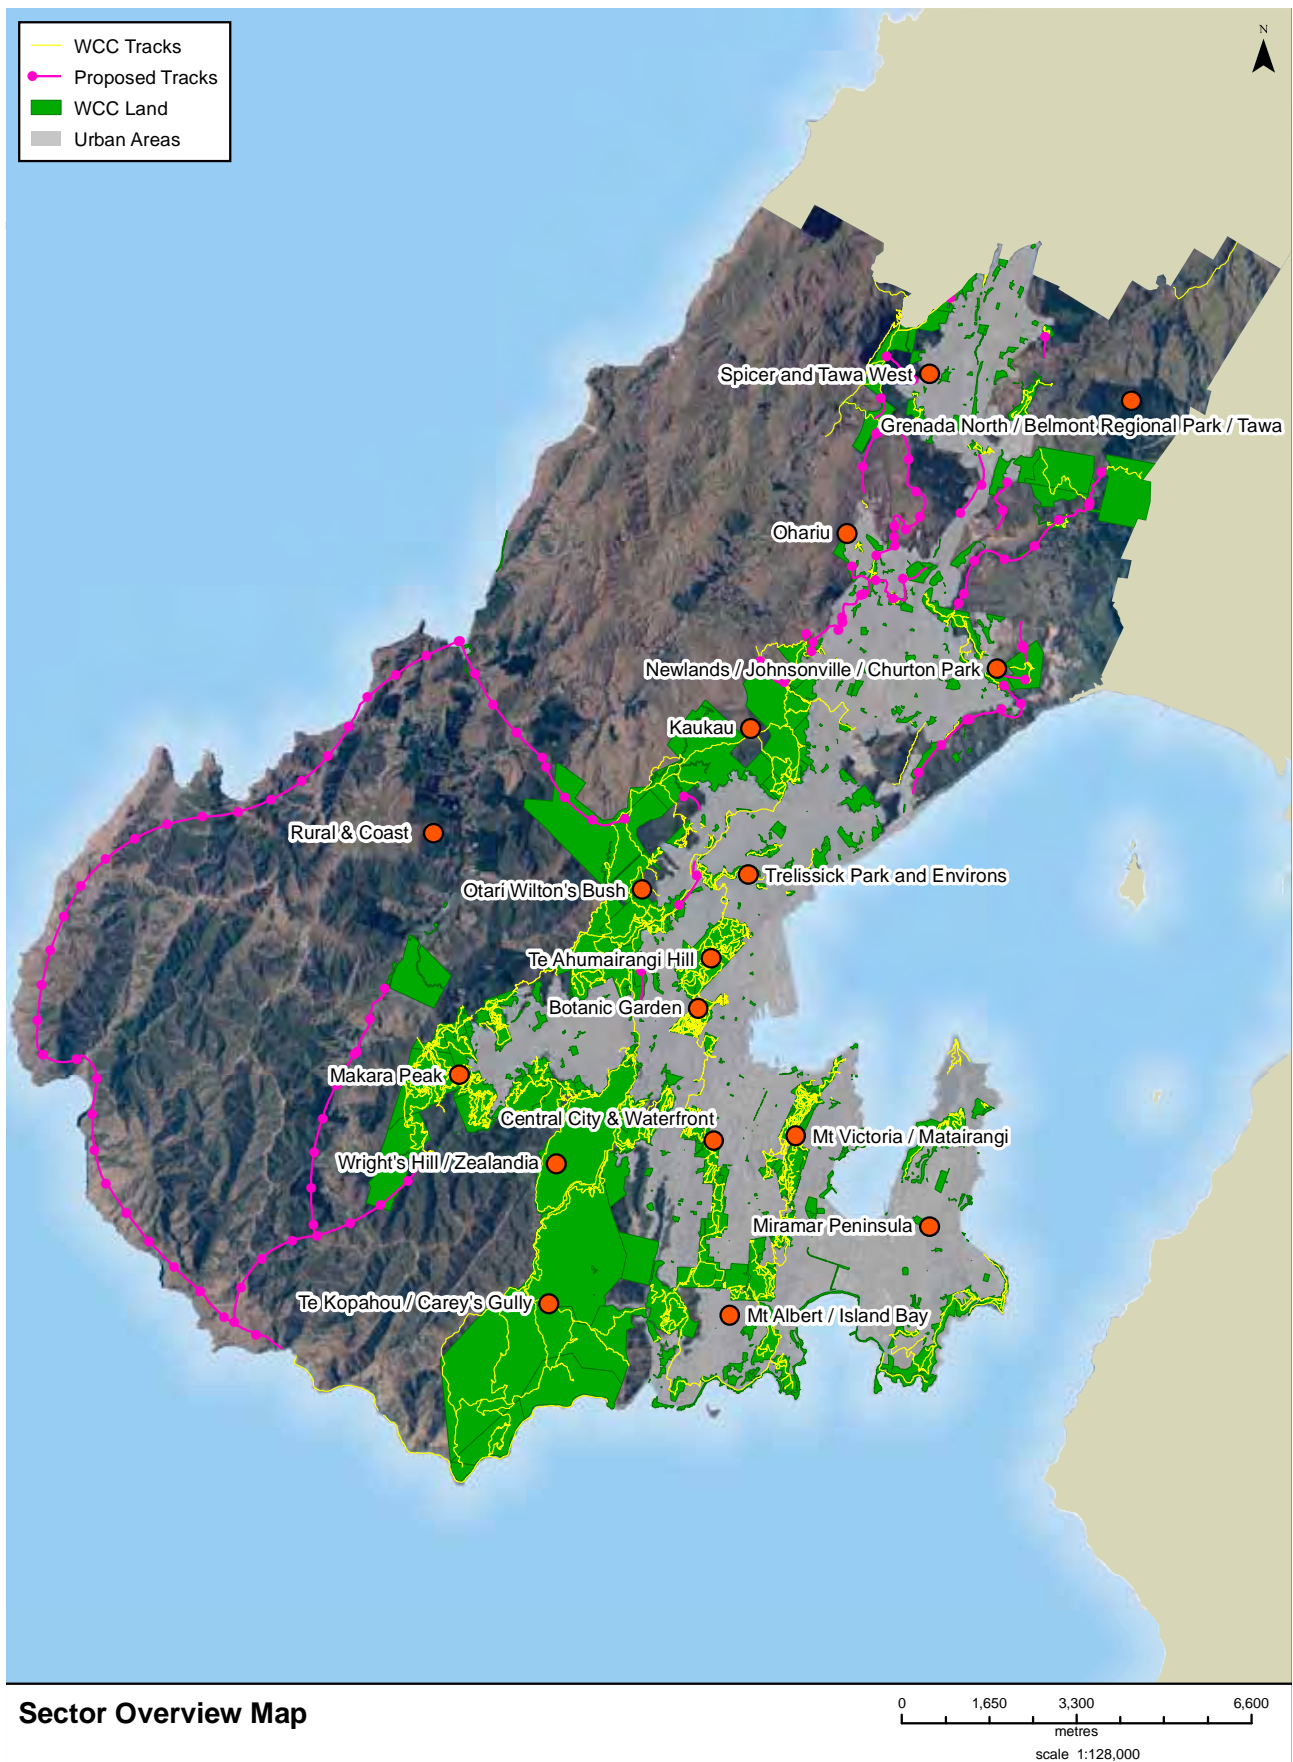 WCC Tracks
Proposed Tracks
WCC Land
Urban Areas
N
Spicer and Tawa West
Grenada North / Belmont Regional Park / Tawa
Ohariu
Newlands / Johnsonville / Churton Park
Kaukau
Rural & Coast
Trelissick Park and Environs
Otari Wilton's Bush
Te Ahumairangi Hill
Botanic Garden
Makara Peak
Central City & Waterfront
Mt Victoria / Matairangi
Wright's Hill / Zealandia
Miramar Peninsula
Te Kopahou / Carey's Gully
Mt Albert / Island Bay
Sector Overview Map
0 1,650 3,300 6,600
metres
scale 1:128,000